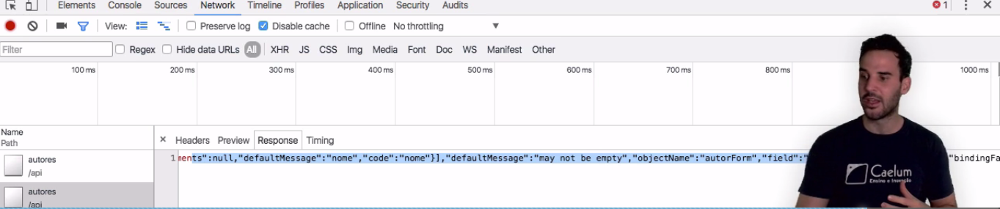 Elements Console Sources Network Timeline Profiles Application Security Audits 1
View: Preserve log Disable cache Offline No throttling
Filter Regex Hide data URLs All XHR JS CSS Img Media Font Doc WS Manifest Other
100 ms 200 ms 300 ms 400 ms 500 ms 600 ms 700 ms 800 ms 1000 ms
Name
Path
× Headers Preview Response Timing
autores
/api
autores
/api
1 ments":null,"defaultMessage":"nome","code":"nome"}],"defaultMessage":"may not be empty","objectName":"autorForm","field":" "bindingFa
Caelum
Ensino e Inovação